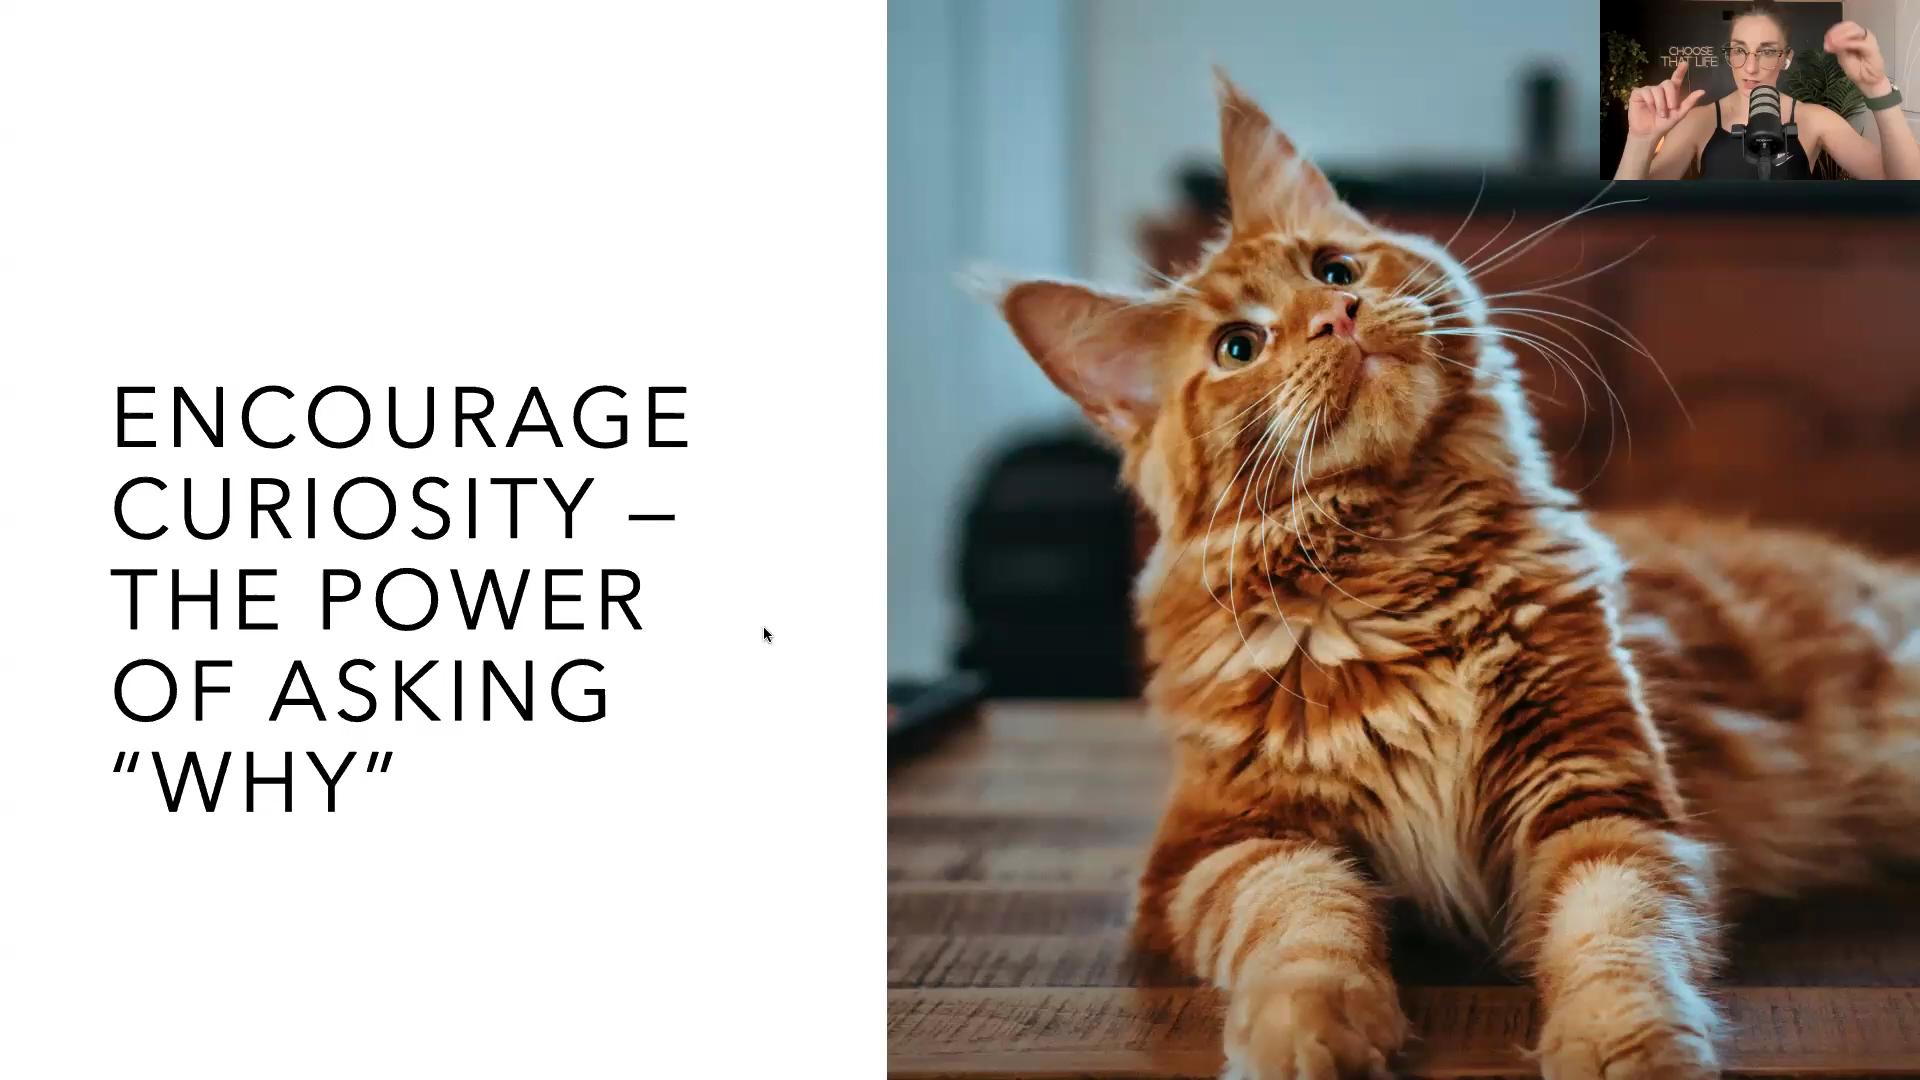 ENCOURAGE
CURIOSITY –
THE POWER
OF ASKING
“WHY”
CHOOSE
THAT LIFE